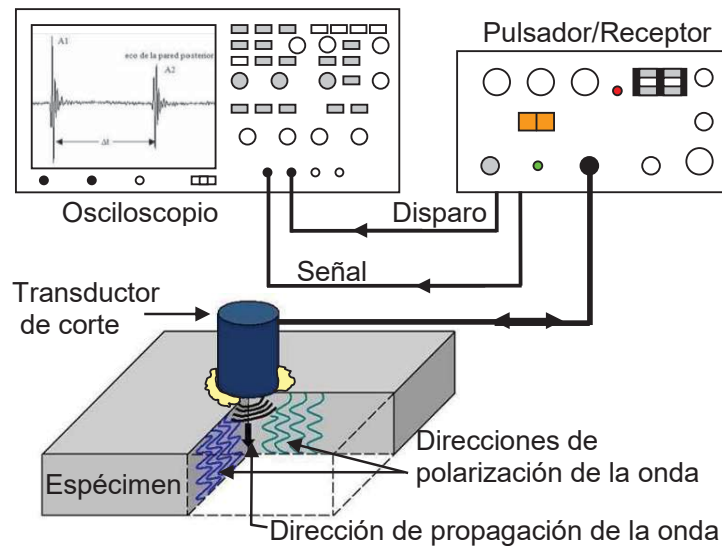 A1
eco de la pared posterior
A2
Δt
Pulsador/Receptor
Osciloscopio
Disparo
Señal
Transductor
de corte
Direcciones de
polarización de la onda
Espécimen
Dirección de propagación de la onda